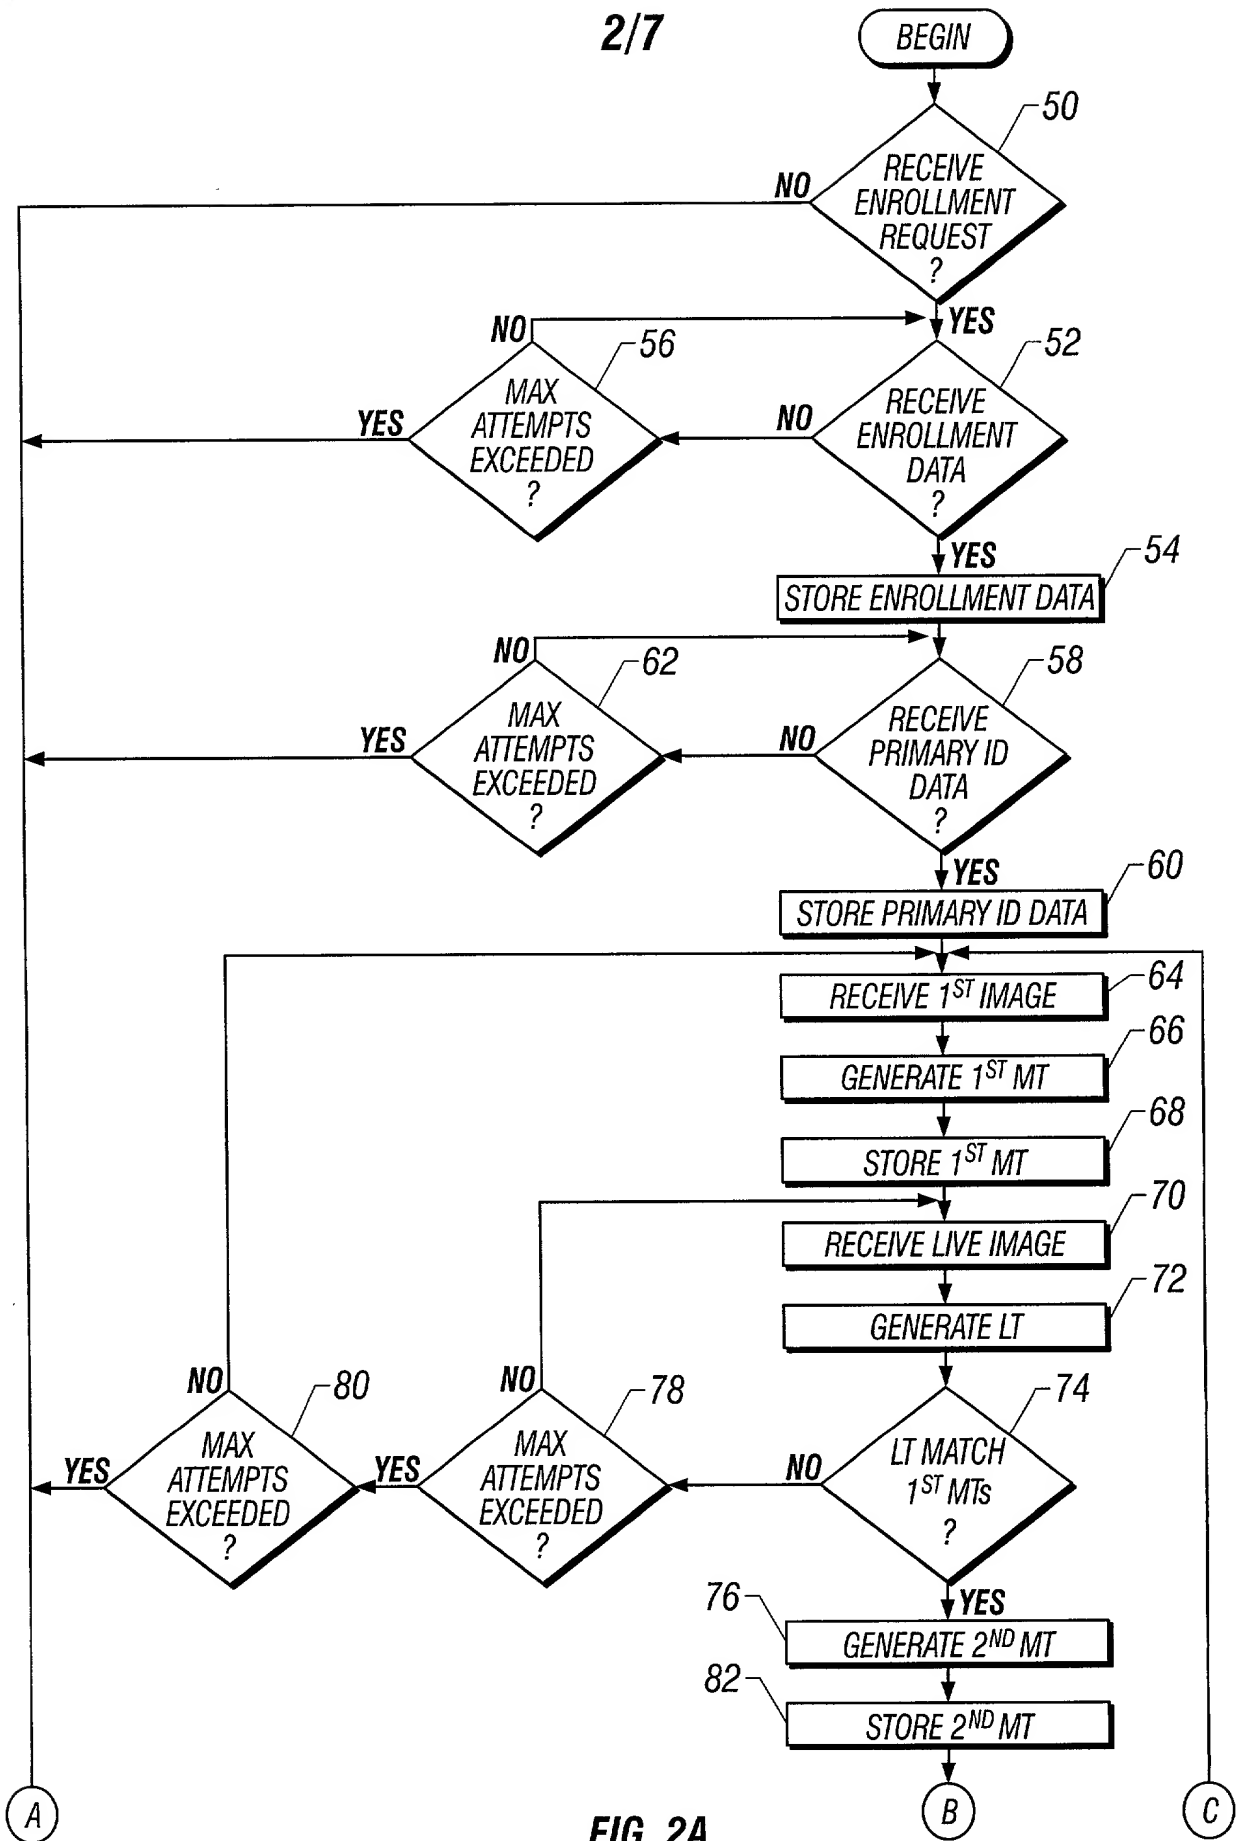 2/7
BEGIN
50
RECEIVE
ENROLLMENT
REQUEST
?
NO
YES
NO
56
52
MAX
ATTEMPTS
EXCEEDED
?
YES
RECEIVE
ENROLLMENT
DATA
?
NO
YES
54
STORE ENROLLMENT DATA
NO
62
58
MAX
ATTEMPTS
EXCEEDED
?
YES
RECEIVE
PRIMARY ID
DATA
?
NO
YES
60
STORE PRIMARY ID DATA
64
RECEIVE 1ST IMAGE
66
GENERATE 1ST MT
68
STORE 1ST MT
70
RECEIVE LIVE IMAGE
72
GENERATE LT
NO
80
MAX
ATTEMPTS
EXCEEDED
?
YES
NO
78
MAX
ATTEMPTS
EXCEEDED
?
YES
74
LT MATCH
1ST MTs
?
NO
YES
76
GENERATE 2ND MT
82
STORE 2ND MT
A
B
C
FIG. 2A